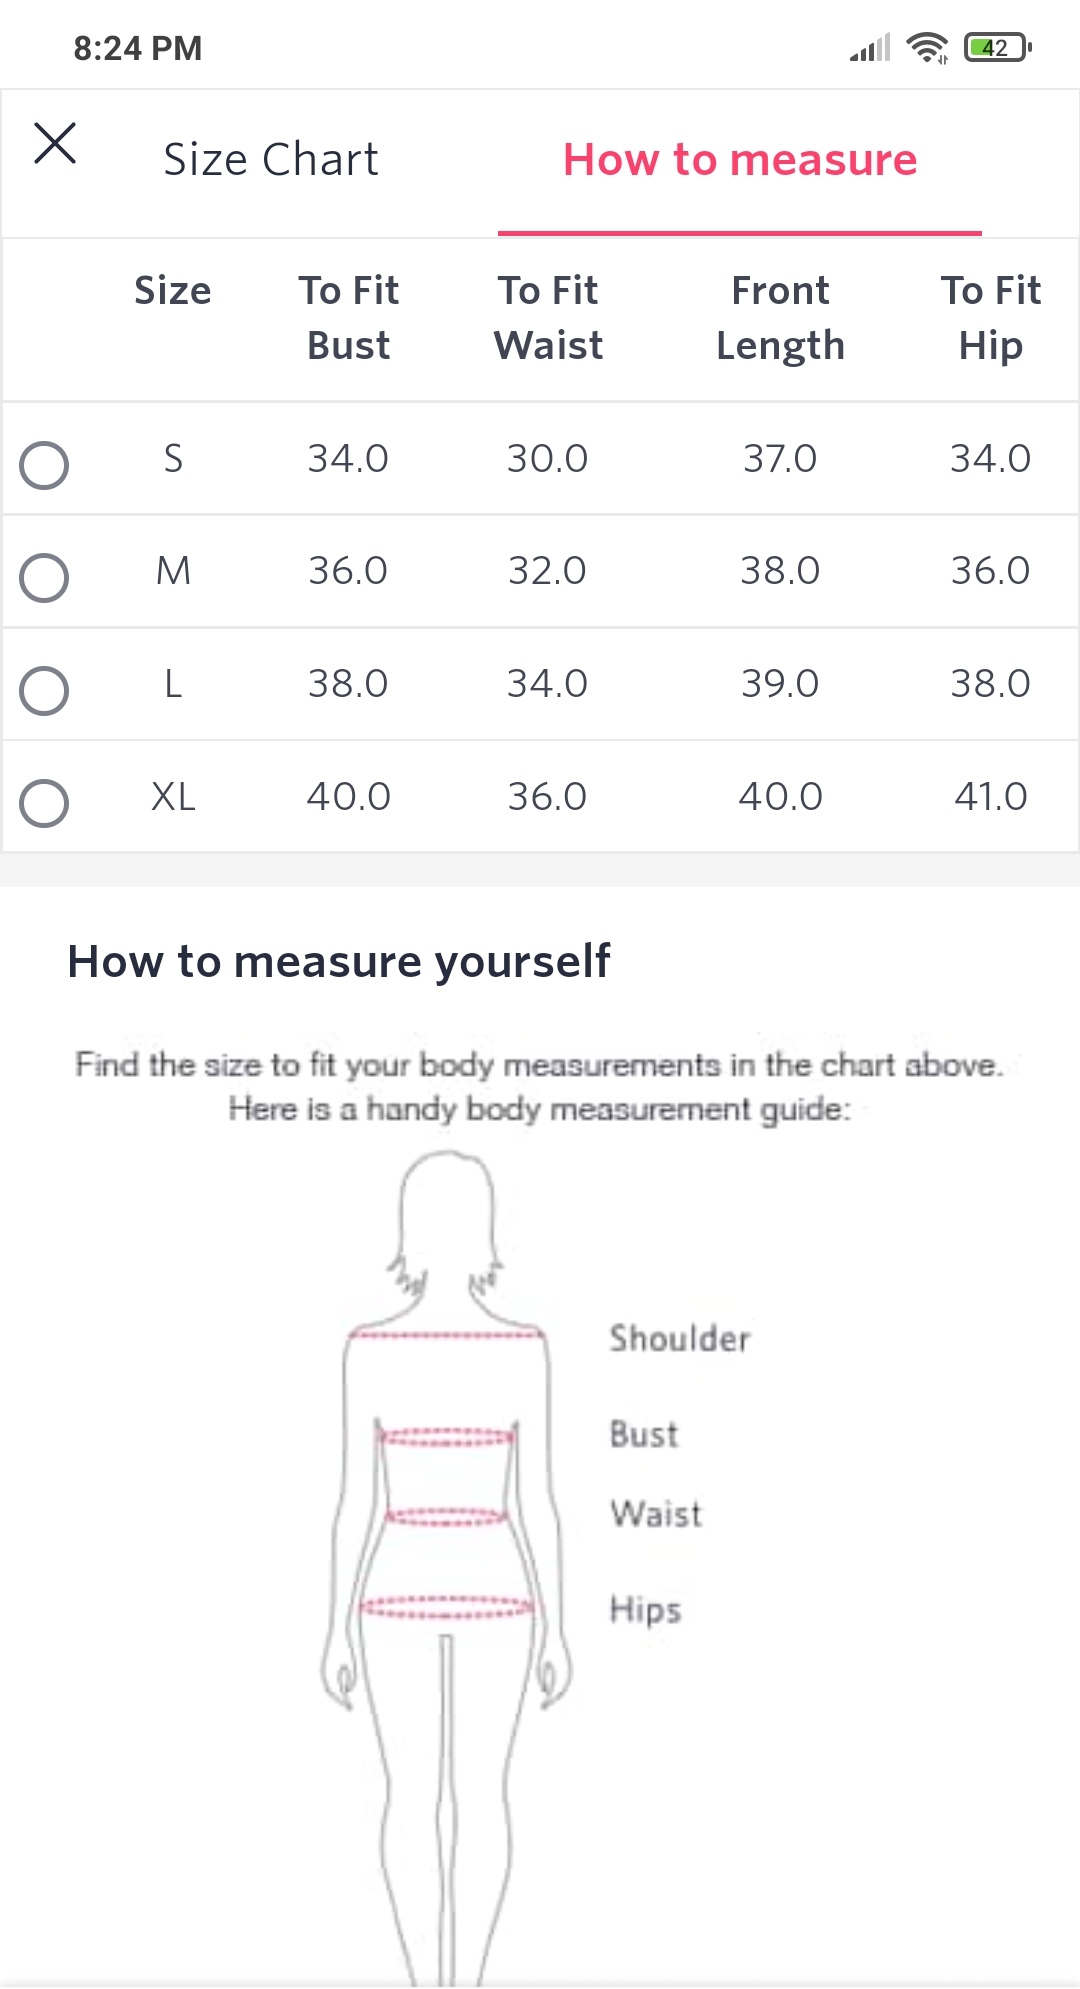 8:24 PM 42
Size Chart How to measure
Size To Fit Bust To Fit Waist Front Length To Fit Hip
S 34.0 30.0 37.0 34.0
M 36.0 32.0 38.0 36.0
L 38.0 34.0 39.0 38.0
XL 40.0 36.0 40.0 41.0
How to measure yourself
Find the size to fit your body measurements in the chart above.
Here is a handy body measurement guide:
Shoulder
Bust
Waist
Hips